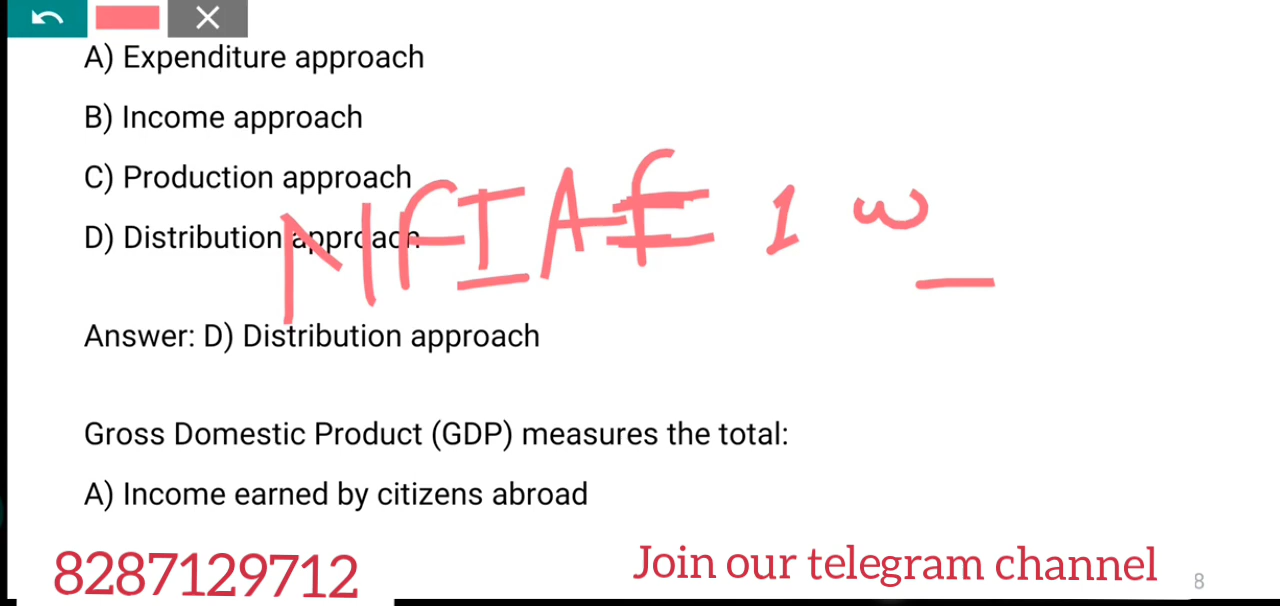 A) Expenditure approach
B) Income approach
C) Production approach
D) Distribution approach
NFIAE 1 w
Answer: D) Distribution approach
Gross Domestic Product (GDP) measures the total:
A) Income earned by citizens abroad
8287129712 Join our telegram channel 8